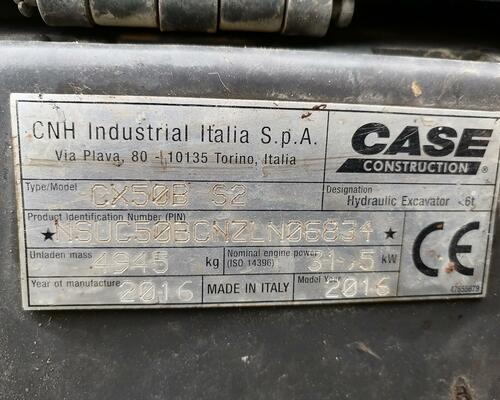 CNH Industrial Italia S.p.A.
Via Plava, 80 - 10135 Torino, Italia
CASE
CONSTRUCTION®
Type/Model CX50B S2
Designation Hydraulic Excavator <6t
Product Identification Number (PIN)
★ NSUC50BCNZLN06834 ★
Unladen mass 4945 kg
Nominal engine power (ISO 14396) 31.5 kW
CE
Year of manufacture 2016
MADE IN ITALY
Model Year 2016
47555679